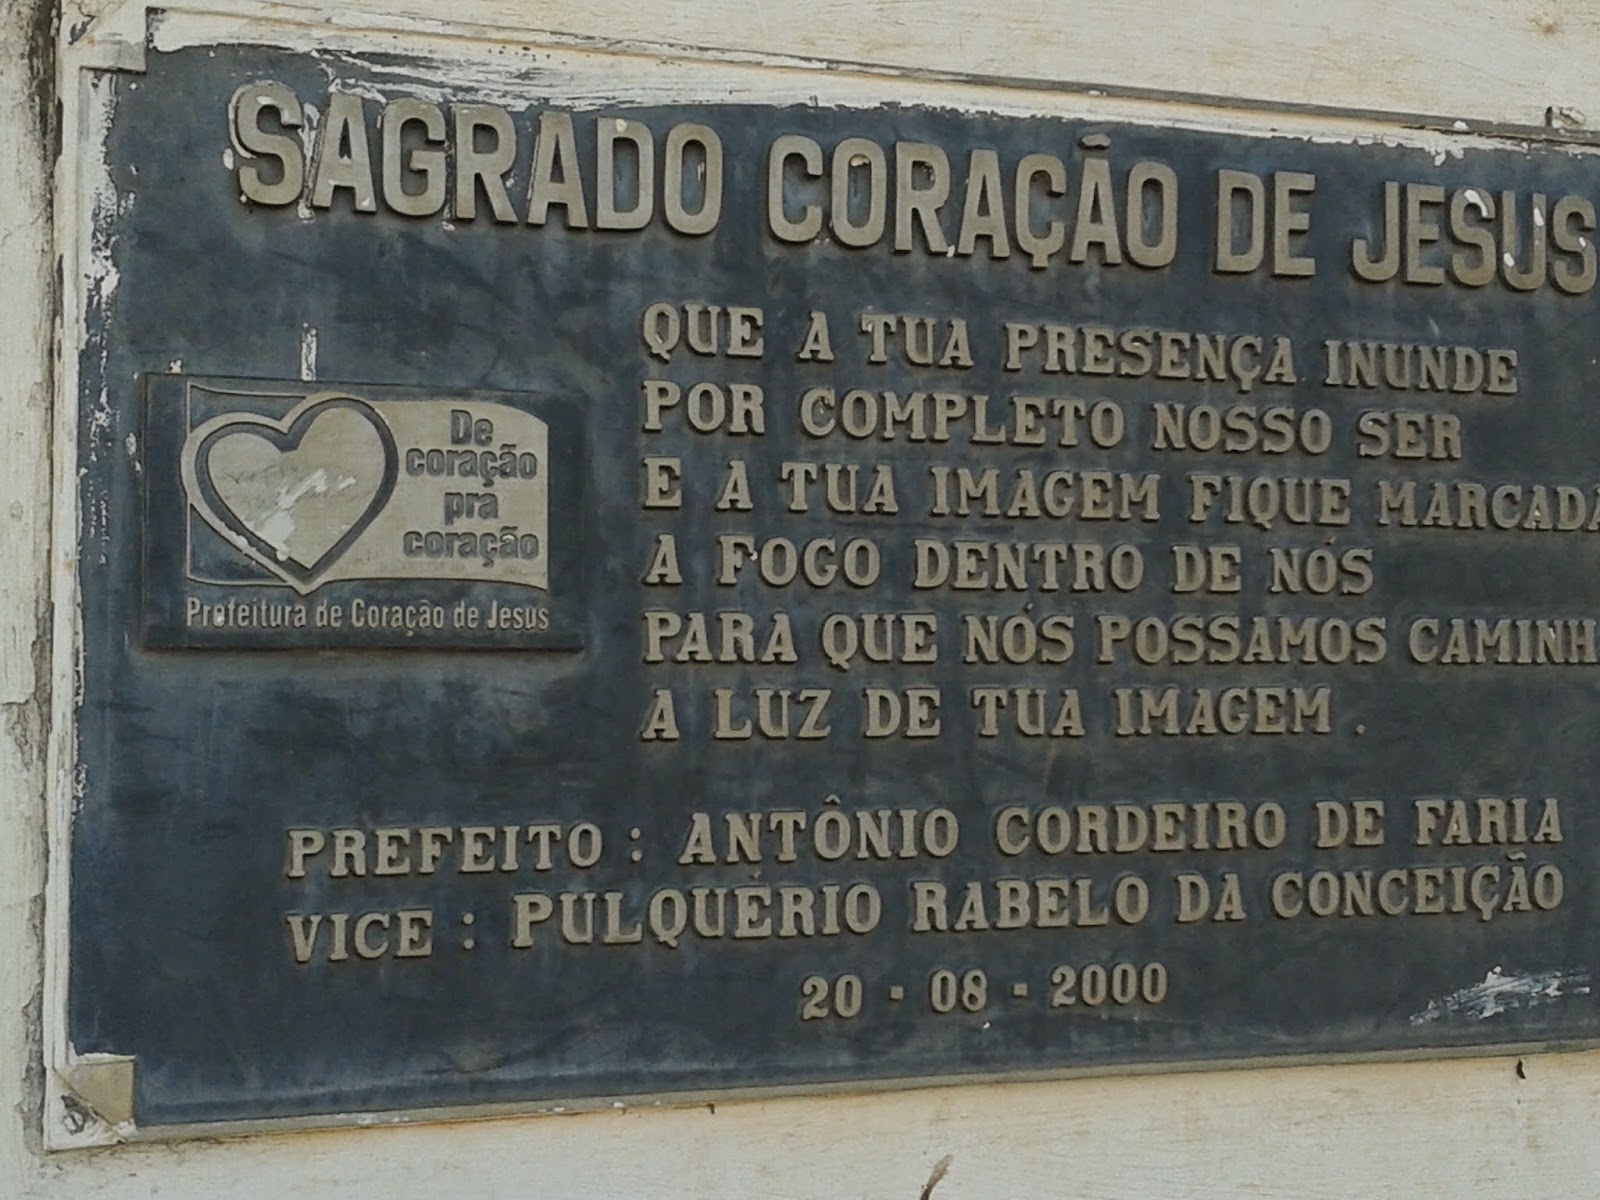 SAGRADO CORAÇÃO DE JESUS
QUE A TUA PRESENÇA INUNDE
POR COMPLETO NOSSO SER
E A TUA IMAGEM FIQUE MARCADA
A FOGO DENTRO DE NÓS
PARA QUE NÓS POSSAMOS CAMINH
A LUZ DE TUA IMAGEM .
De
coração
pra
coração
Prefeitura de Coração de Jesus
PREFEITO : ANTÔNIO CORDEIRO DE FARIA
VICE : PULQUÉRIO RABELO DA CONCEIÇÃO
20 - 08 - 2000